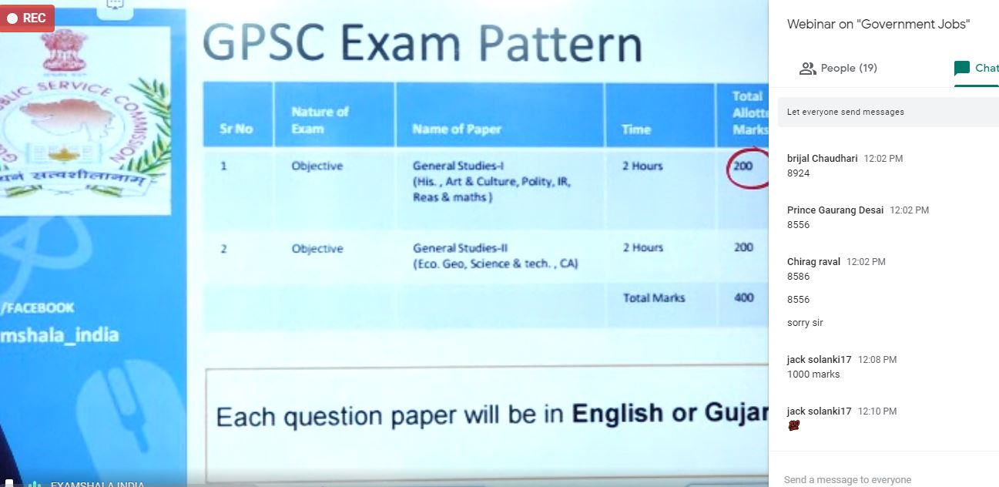 REC
GPSC Exam Pattern
BLIC SERVICE COMMISSION
सत्यशीलानाम्
Sr No
Nature of
Exam
Name of Paper
Time
Total
Allotte
Marks
1
Objective
General Studies-I
(His. , Art & Culture, Polity, IR,
Reas & maths )
2 Hours
200
2
Objective
General Studies-II
(Eco. Geo, Science & tech. , CA)
2 Hours
200
Total Marks
400
Each question paper will be in English or Gujar
/FACEBOOK
mshala_india
EXAMSHALA INDIA
Webinar on "Government Jobs"
People (19)
Chat
Let everyone send messages
brijal Chaudhari 12:02 PM
8924
Prince Gaurang Desai 12:02 PM
8556
Chirag raval 12:02 PM
8586
8556
sorry sir
jack solanki17 12:08 PM
1000 marks
jack solanki17 12:10 PM
💯
Send a message to everyone